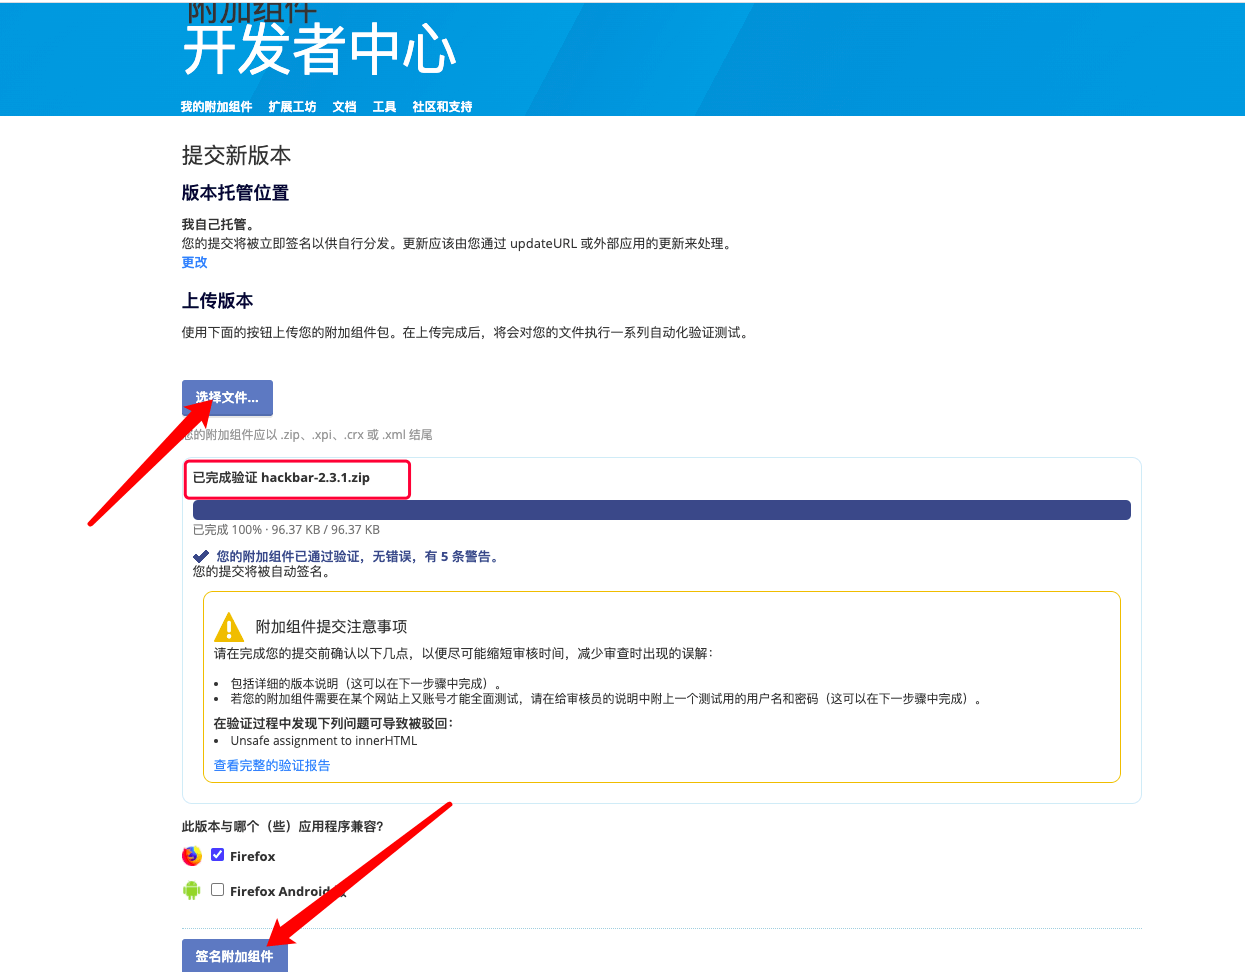 附加组件
开发者中心
我的附加组件 扩展工坊 文档 工具 社区和支持
提交新版本
版本托管位置
我自己托管。
您的提交将被立即签名以供自行分发。更新应该由您通过 updateURL 或外部应用的更新来处理。
更改
上传版本
使用下面的按钮上传您的附加组件包。在上传完成后，将会对您的文件执行一系列自动化验证测试。
选择文件...
您的附加组件应以 .zip、.xpi、.crx 或 .xml 结尾
已完成验证 hackbar-2.3.1.zip
已完成 100% · 96.37 KB / 96.37 KB
您的附加组件已通过验证，无错误，有 5 条警告。
您的提交将被自动签名。
附加组件提交注意事项
请在完成您的提交前确认以下几点，以便尽可能缩短审核时间，减少审查时出现的误解：
• 包括详细的版本说明（这可以在下一步骤中完成）。
• 若您的附加组件需要在某个网站上又账号才能全面测试，请在给审核员的说明中附上一个测试用的用户名和密码（这可以在下一步骤中完成）。
在验证过程中发现下列问题可导致被驳回：
• Unsafe assignment to innerHTML
查看完整的验证报告
此版本与哪个（些）应用程序兼容？
Firefox
Firefox Android
签名附加组件